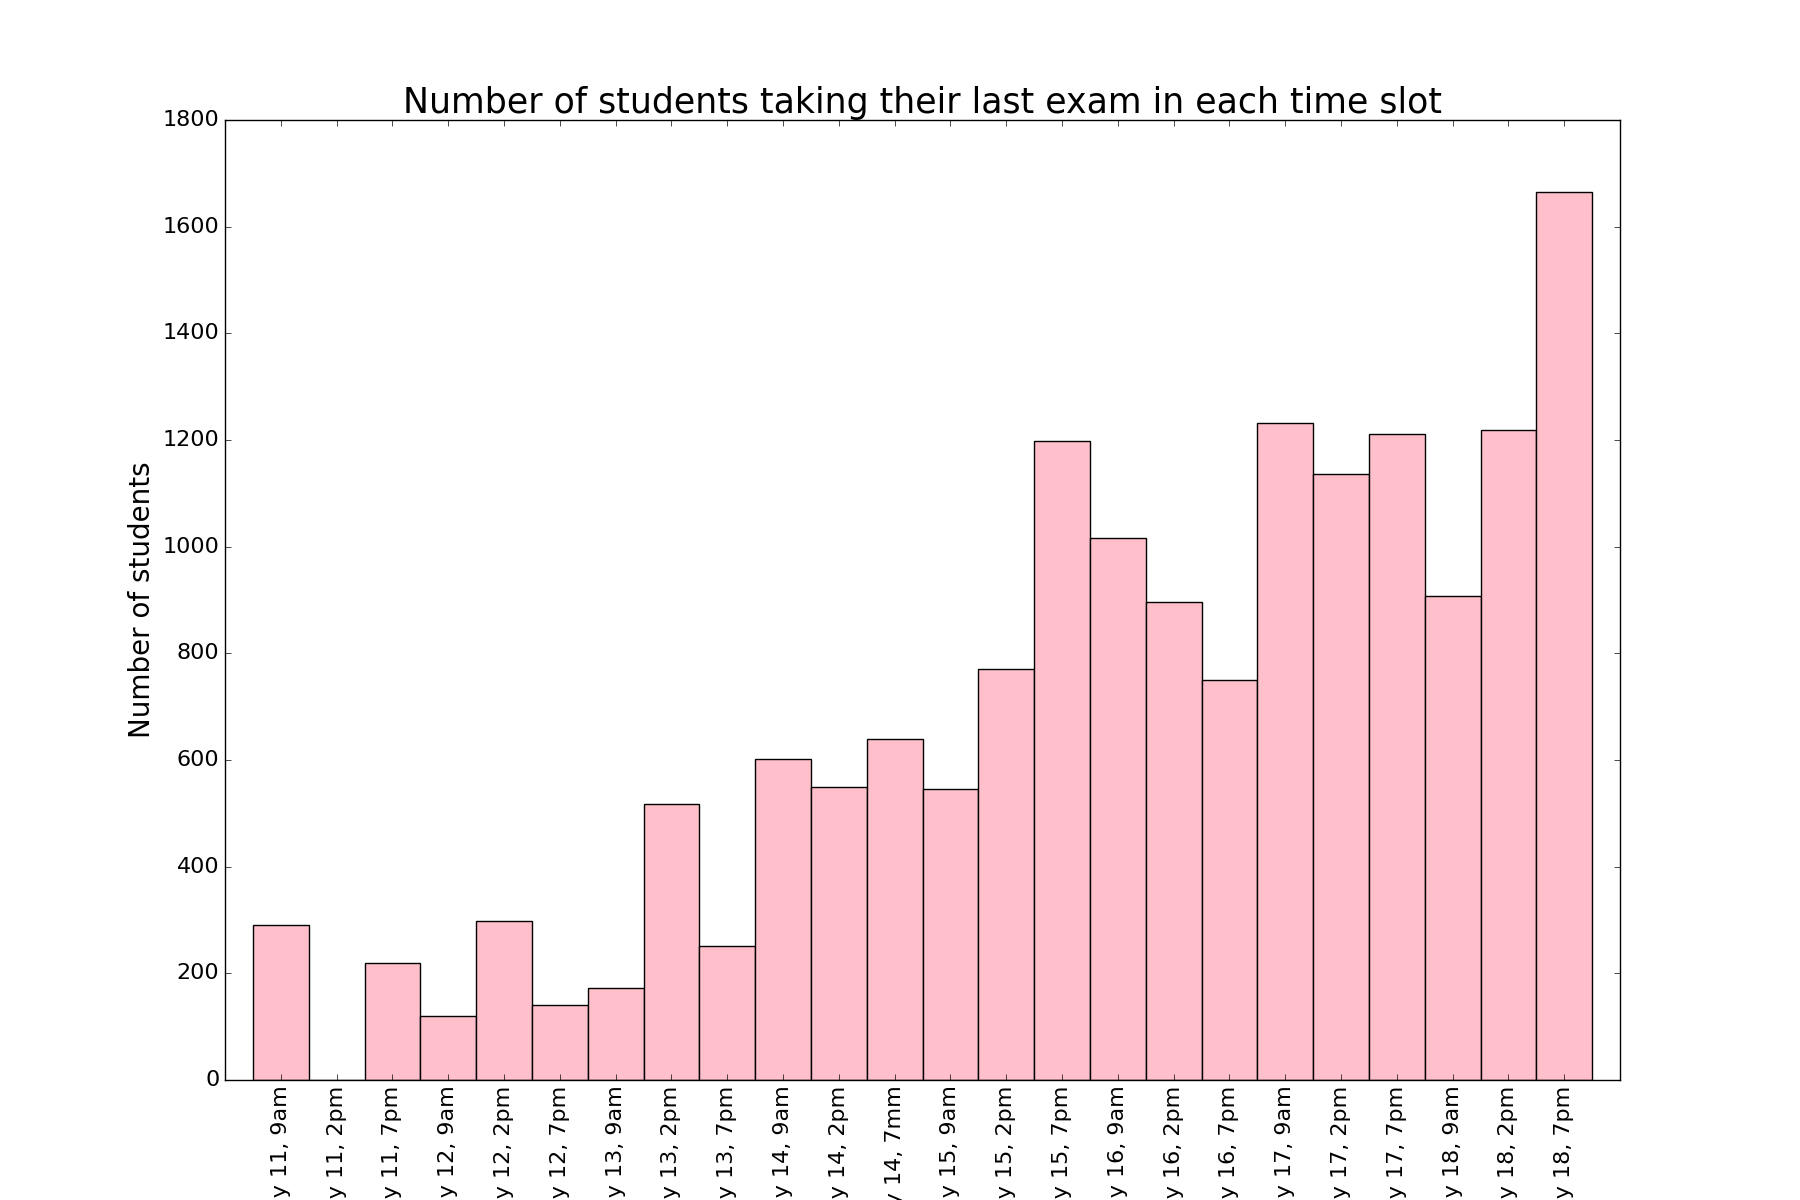 Number of students taking their last exam in each time slot
1800
1600
1400
1200
1000
800
600
400
200
0
Number of students
y 11, 9am
y 11, 2pm
y 11, 7pm
y 12, 9am
y 12, 2pm
y 12, 7pm
y 13, 9am
y 13, 2pm
y 13, 7pm
y 14, 9am
y 14, 2pm
y 14, 7mm
y 15, 9am
y 15, 2pm
y 15, 7pm
y 16, 9am
y 16, 2pm
y 16, 7pm
y 17, 9am
y 17, 2pm
y 17, 7pm
y 18, 9am
y 18, 2pm
y 18, 7pm